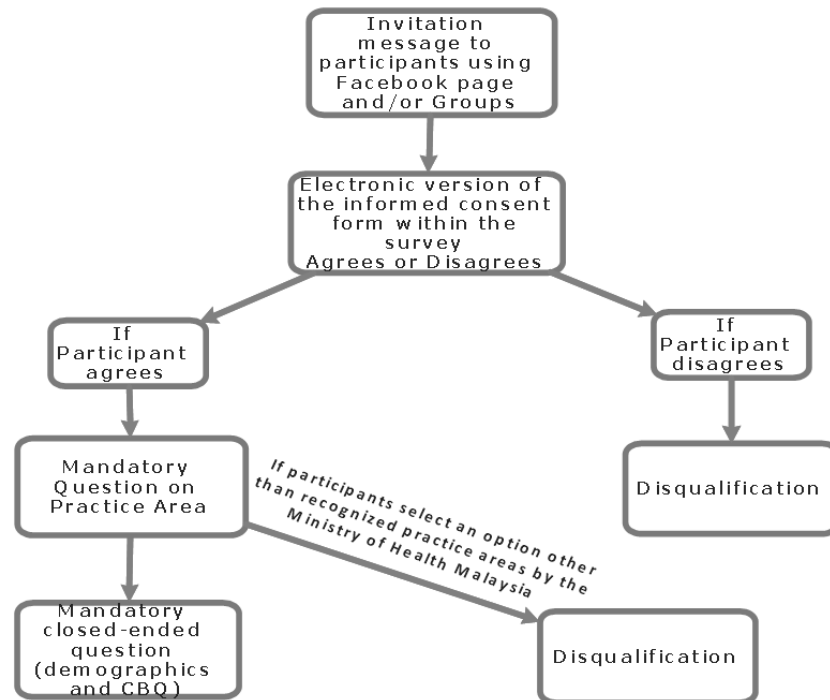 Invitation
message to
participants using
Facebook page
and/or Groups
Electronic version of
the informed consent
form within the
survey
Agrees or Disagrees
If
Participant
agrees
If
Participant
disagrees
Mandatory
Question on
Practice Area
If participants select an option other
than recognized practice areas by the
Ministry of Health Malaysia
Disqualification
Mandatory
closed-ended
question
(demographics
and CBQ)
Disqualification